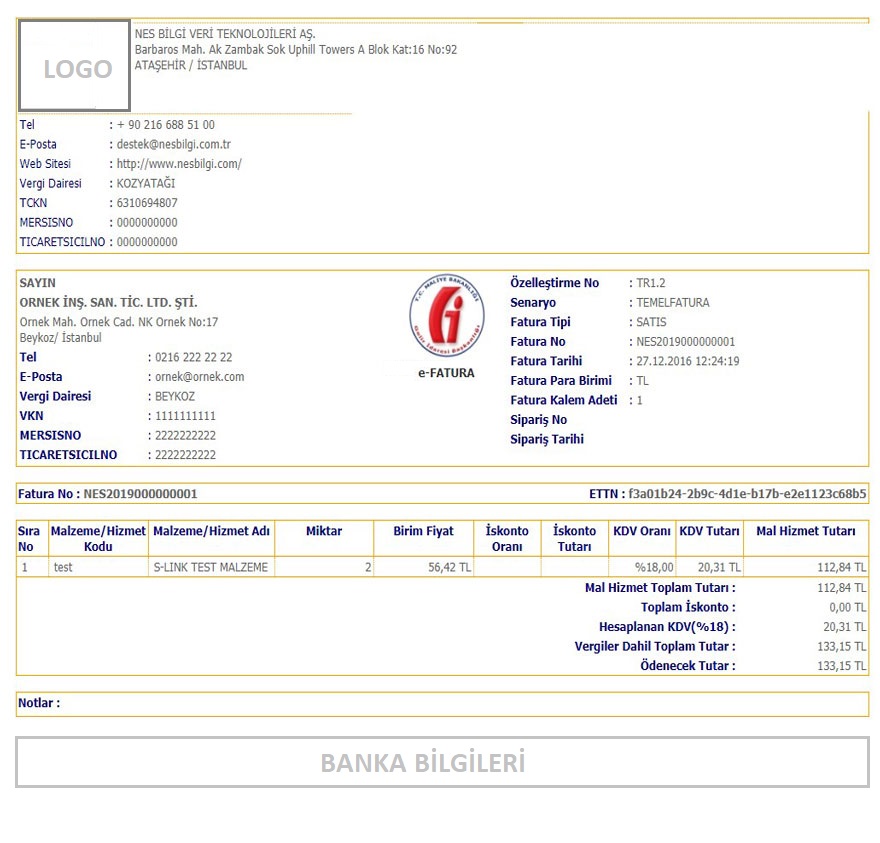 LOGO
NES BİLGİ VERİ TEKNOLOJİLERİ AŞ.
Barbaros Mah. Ak Zambak Sok Uphill Towers A Blok Kat:16 No:92
ATAŞEHİR / İSTANBUL
Tel : + 90 216 688 51 00
E-Posta : destek@nesbilgi.com.tr
Web Sitesi : http://www.nesbilgi.com/
Vergi Dairesi : KOZYATAĞI
TCKN : 6310694807
MERSISNO : 0000000000
TICARETSICILNO : 0000000000
SAYIN
ORNEK İNŞ. SAN. TİC. LTD. ŞTİ.
Ornek Mah. Ornek Cad. NK Ornek No:17
Beykoz/ İstanbul
Tel : 0216 222 22 22
E-Posta : ornek@ornek.com
Vergi Dairesi : BEYKOZ
VKN : 1111111111
MERSISNO : 2222222222
TICARETSICILNO : 2222222222
T.C. MALİYE BAKANLIĞI
Gelir İdaresi Başkanlığı
e-FATURA
Özelleştirme No : TR1.2
Senaryo : TEMELFATURA
Fatura Tipi : SATIS
Fatura No : NES2019000000001
Fatura Tarihi : 27.12.2016 12:24:19
Fatura Para Birimi : TL
Fatura Kalem Adeti : 1
Sipariş No
Sipariş Tarihi
Fatura No : NES2019000000001 ETTN : f3a01b24-2b9c-4d1e-b17b-e2e1123c68b5
Sıra Malzeme/Hizmet Malzeme/Hizmet Adı Miktar Birim Fiyat İskonto İskonto KDV Oranı KDV Tutarı Mal Hizmet Tutarı
No Kodu Oranı Tutarı
1 test S-LINK TEST MALZEME 2 56,42 TL %18,00 20,31 TL 112,84 TL
Mal Hizmet Toplam Tutarı : 112,84 TL
Toplam İskonto : 0,00 TL
Hesaplanan KDV(%18) : 20,31 TL
Vergiler Dahil Toplam Tutar : 133,15 TL
Ödenecek Tutar : 133,15 TL
Notlar :
BANKA BİLGİLERİ